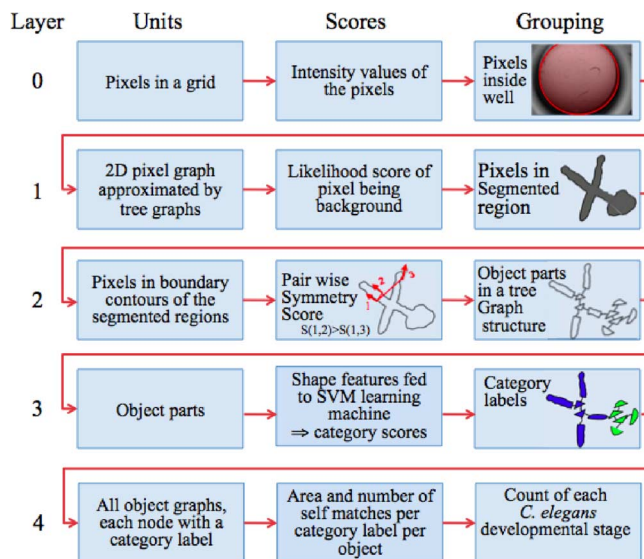 Layer
Units
Scores
Grouping
0
Pixels in a grid
Intensity values of
the pixels
Pixels
inside
well
1
2D pixel graph
approximated by
tree graphs
Likelihood score of
pixel being
background
Pixels in
Segmented
region
2
Pixels in boundary
contours of the
segmented regions
Pair wise
Symmetry
Score
S(1,2)>S(1,3)
1
2
3
Object parts
in a tree
Graph
structure
3
Object parts
Shape features fed
to SVM learning
machine
⇒ category scores
Category
labels
4
All object graphs,
each node with a
category label
Area and number of
self matches per
category label per
object
Count of each
C. elegans
developmental stage